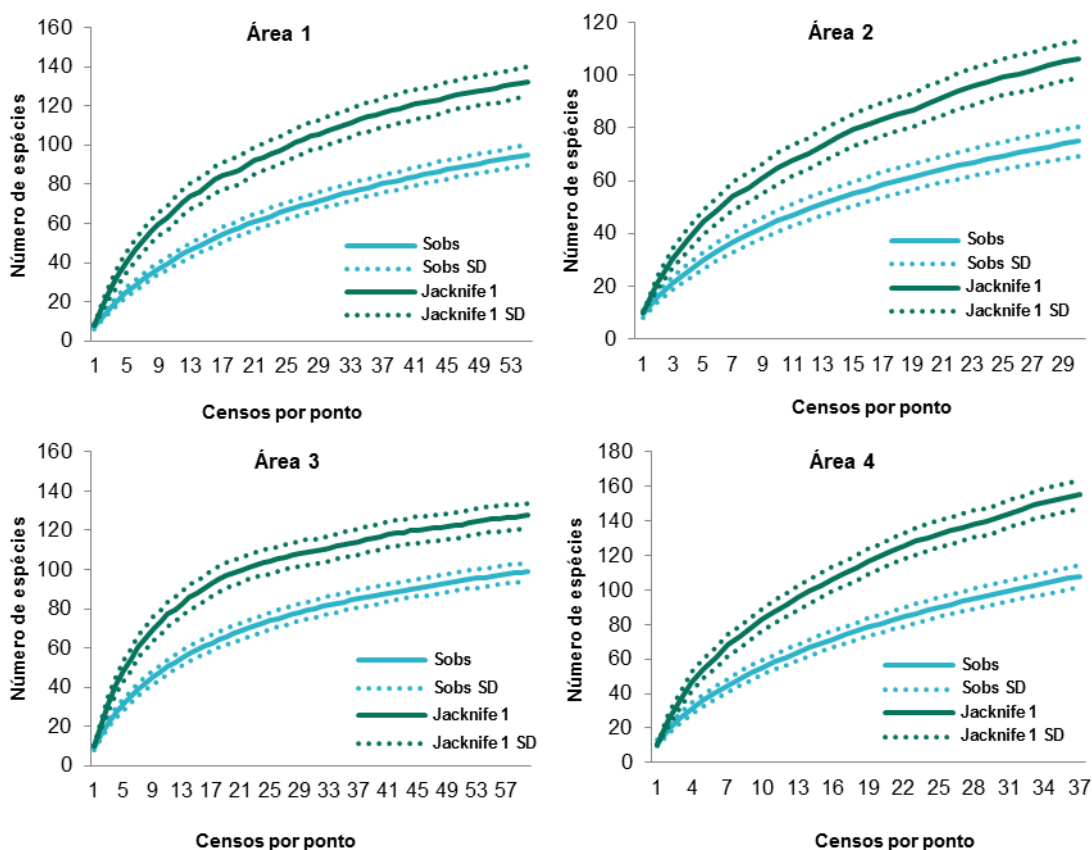 Área 1
Número de espécies
160
140
120
100
80
60
40
20
0
Sobs
Sobs SD
Jacknife 1
Jacknife 1 SD
1 5 9 13 17 21 25 29 33 37 41 45 49 53
Censos por ponto
Área 2
Número de espécies
120
100
80
60
40
20
0
Sobs
Sobs SD
Jacknife 1
Jacknife 1 SD
1 3 5 7 9 11 13 15 17 19 21 23 25 27 29
Censos por ponto
Área 3
Número de espécies
160
140
120
100
80
60
40
20
0
Sobs
Sobs SD
Jacknife 1
Jacknife 1 SD
1 5 9 13 17 21 25 29 33 37 41 45 49 53 57
Censos por ponto
Área 4
Número de espécies
180
160
140
120
100
80
60
40
20
0
Sobs
Sobs SD
Jacknife 1
Jacknife 1 SD
1 4 7 10 13 16 19 22 25 28 31 34 37
Censos por ponto